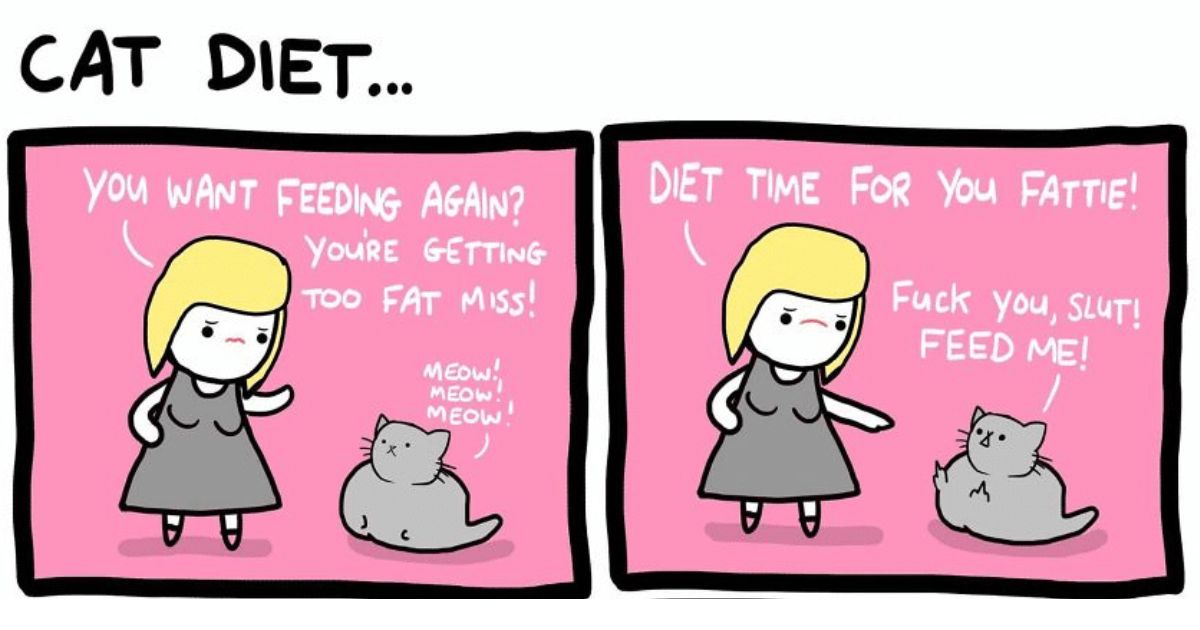 CAT DIET...
YOU WANT FEEDING AGAIN?
YOU'RE GETTING
TOO FAT MISS!
MEOW!
MEOW!
MEOW!
DIET TIME FOR YOU FATTIE!
FUCK YOU, SLUT!
FEED ME!